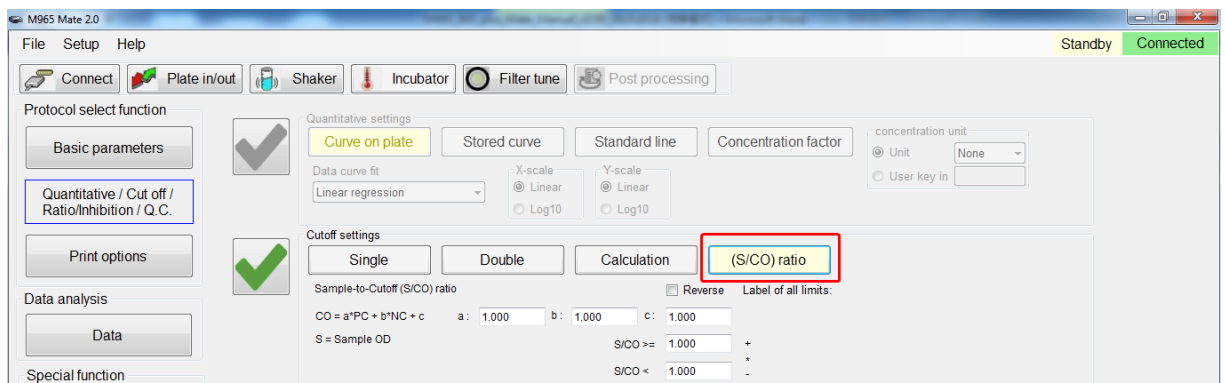 M965 Mate 2.0
File Setup Help
Standby Connected
Connect Plate in/out Shaker Incubator Filter tune Post processing
Protocol select function
Basic parameters
Quantitative / Cut off /
Ratio/Inhibition / Q.C.
Print options
Data analysis
Data
Special function
Quantitative settings
Curve on plate Stored curve Standard line Concentration factor
concentration unit
Unit None
User key in
Data curve fit
Linear regression
X-scale
Linear
Log10
Y-scale
Linear
Log10
Cutoff settings
Single Double Calculation (S/CO) ratio
Sample-to-Cutoff (S/CO) ratio
Reverse Label of all limits:
CO = a*PC + b*NC + c a: 1.000 b: 1.000 c: 1.000
S = Sample OD
S/CO >= 1.000 +
*
S/CO < 1.000 -